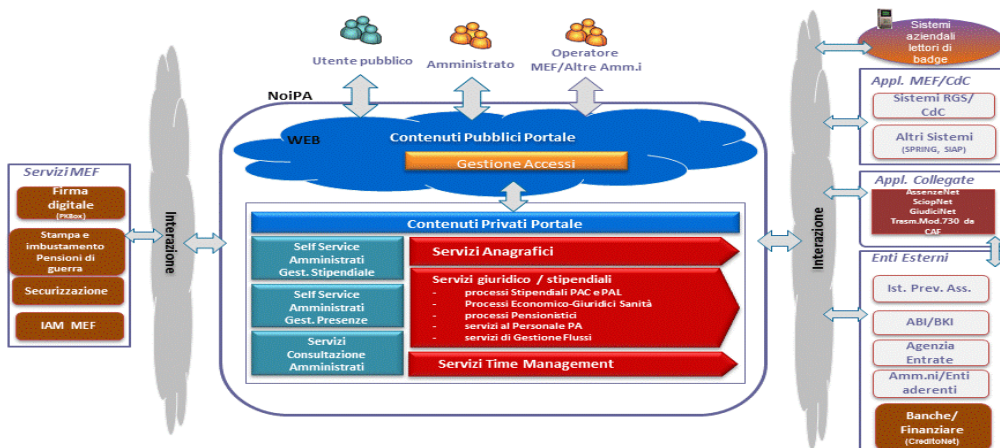 Utente pubblico
Amministrato
Operatore
MEF/Altre Amm.i
NoiPA
WEB
Contenuti Pubblici Portale
Gestione Accessi
Contenuti Privati Portale
Self Service
Amministrati
Gest. Stipendiale
Self Service
Amministrati
Gest. Presenze
Servizi
Consultazione
Amministrati
Servizi Anagrafici
Servizi giuridico / stipendiali
- processi Stipendiali PAC e PAL
- Processi Economico-Giuridici Sanità
- processi Pensionistici
- servizi al Personale PA
- servizi di Gestione Flussi
Servizi Time Management
Servizi MEF
Firma
digitale
(PKBox)
Stampa e
imbustamento
Pensioni di
guerra
Securizzazione
IAM MEF
Interazione
Interazione
Sistemi
aziendali
lettori di
badge
Appl. MEF/CdC
Sistemi RGS/
CdC
Altri Sistemi
(SPRING, SIAP)
Appl. Collegate
AssenzeNet
SciopNet
GiudiciNet
Trasm.Mod.730 da
CAF
Enti Esterni
Ist. Prev. Ass.
ABI/BKI
Agenzia
Entrate
Amm.ni/Enti
aderenti
Banche/
Finanziare
(CreditoNet)